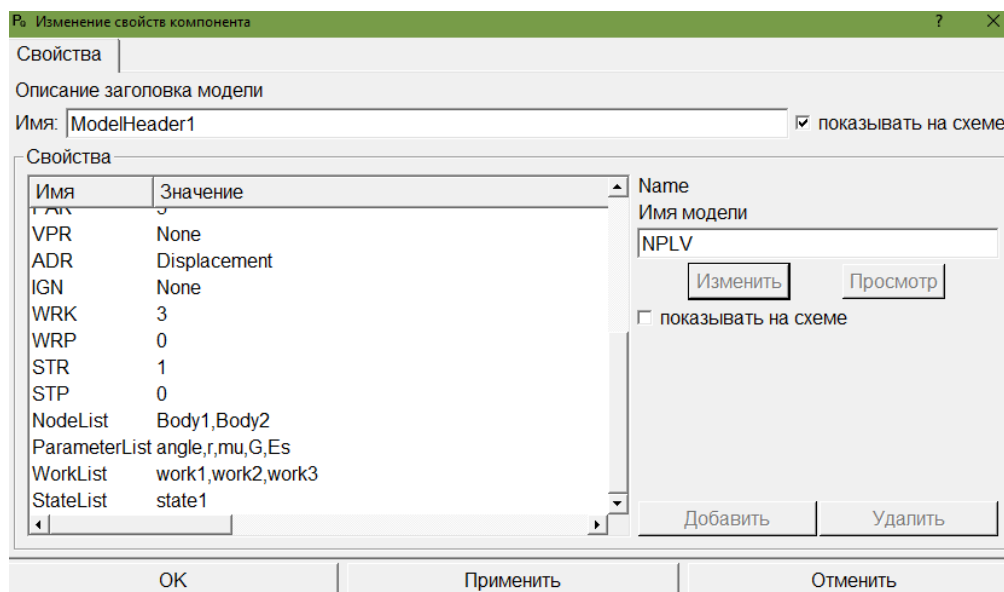 Изменение свойств компонента ? ×
Свойства
Описание заголовка модели
Имя: ModelHeader1 показывать на схеме
Свойства
Имя Значение
VPR None
ADR Displacement
IGN None
WRK 3
WRP 0
STR 1
STP 0
NodeList Body1,Body2
ParameterList angle,r,mu,G,Es
WorkList work1,work2,work3
StateList state1
Name
Имя модели
NPLV
Изменить Просмотр
показывать на схеме
Добавить Удалить
OK Применить Отменить